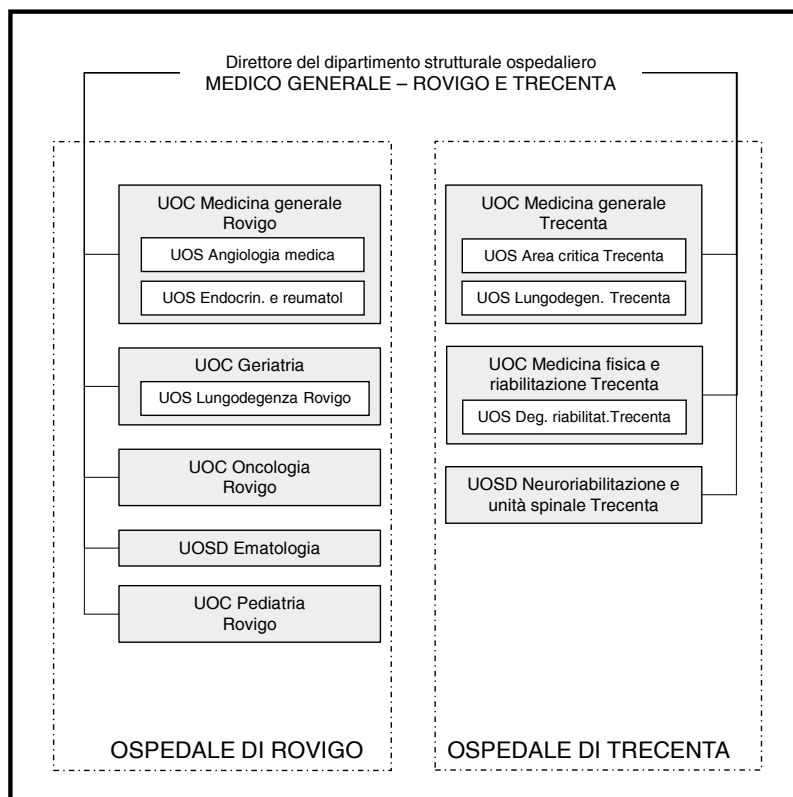 Direttore del dipartimento strutturale ospedaliero
MEDICO GENERALE – ROVIGO E TRECENTA
UOC Medicina generale
Rovigo
UOS Angiologia medica
UOS Endocrin. e reumatol
UOC Geriatria
UOS Lungodegenza Rovigo
UOC Oncologia
Rovigo
UOSD Ematologia
UOC Pediatria
Rovigo
OSPEDALE DI ROVIGO
UOC Medicina generale
Trecenta
UOS Area critica Trecenta
UOS Lungodegen. Trecenta
UOC Medicina fisica e
riabilitazione Trecenta
UOS Deg. riabilitat.Trecenta
UOSD Neuroriabilitazione e
unità spinale Trecenta
OSPEDALE DI TRECENTA